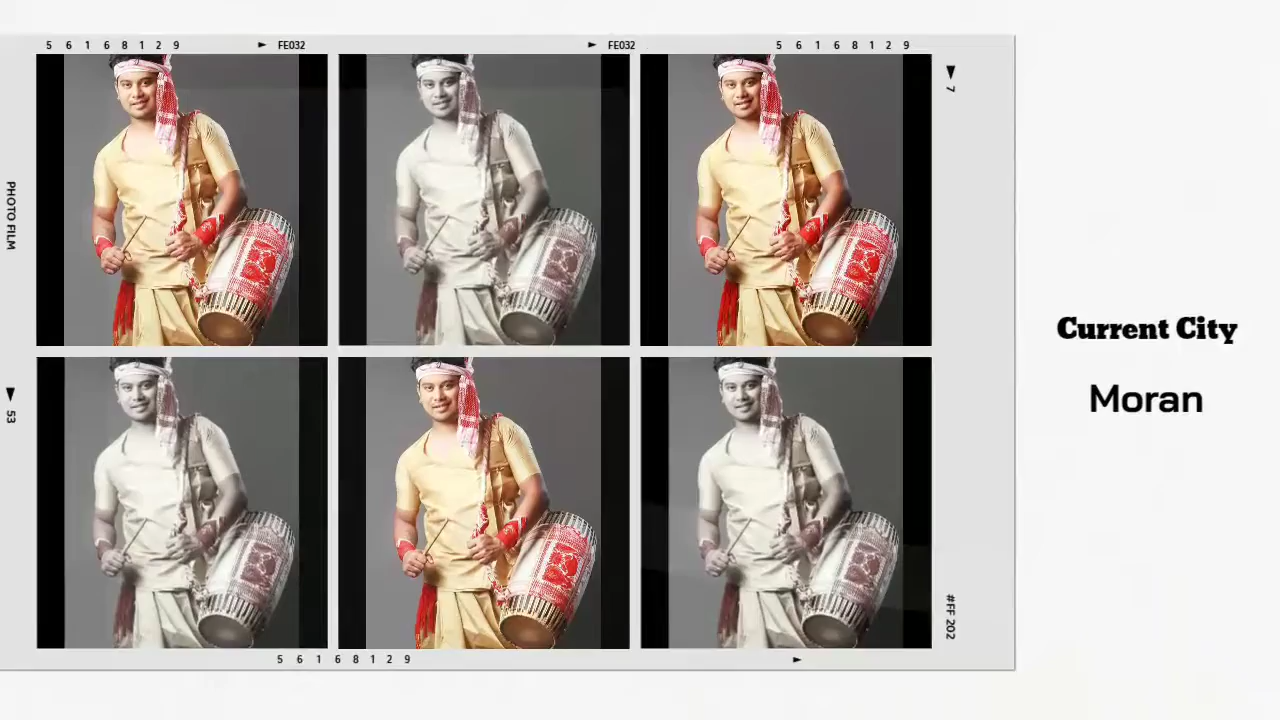 5 6 1 6 8 1 2 9
FE032
FE032
5 6 1 6 8 1 2 9
7
PHOTO FILM
Current City
Moran
53
#FF 202
5 6 1 6 8 1 2 9